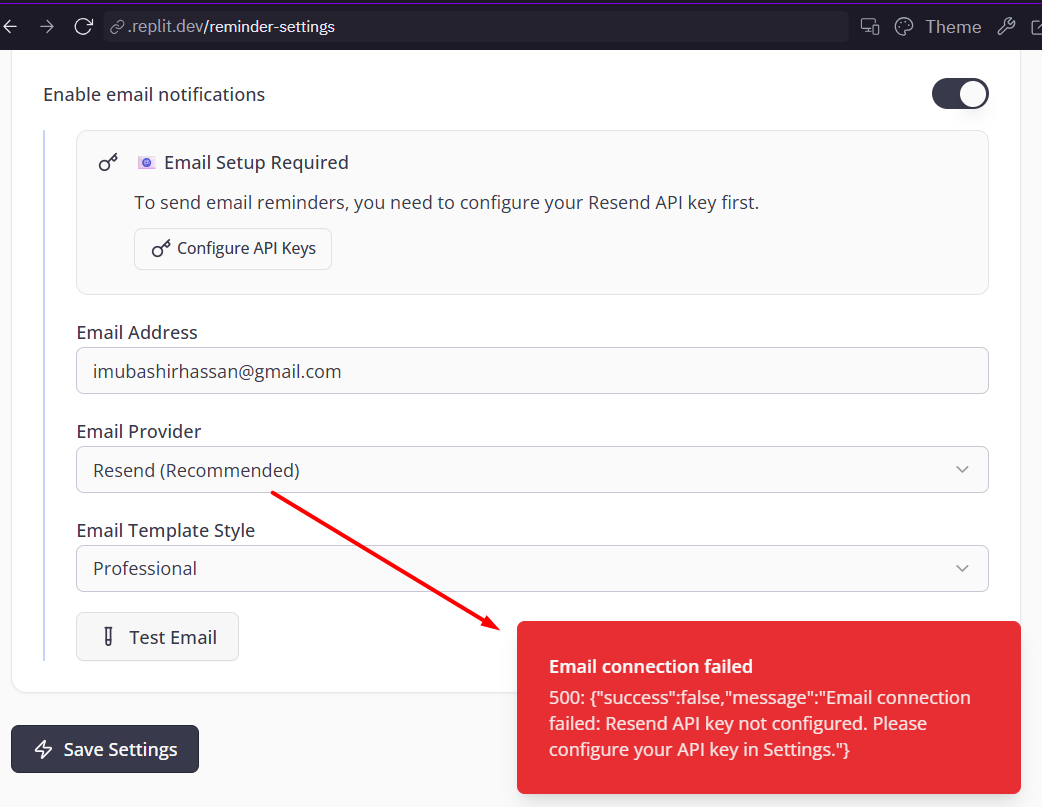 .replit.dev/reminder-settings
Theme
Enable email notifications
Email Setup Required
To send email reminders, you need to configure your Resend API key first.
Configure API Keys
Email Address
imubashirhassan@gmail.com
Email Provider
Resend (Recommended)
Email Template Style
Professional
Test Email
Email connection failed
500: {"success":false,"message":"Email connection
failed: Resend API key not configured. Please
configure your API key in Settings."}
Save Settings